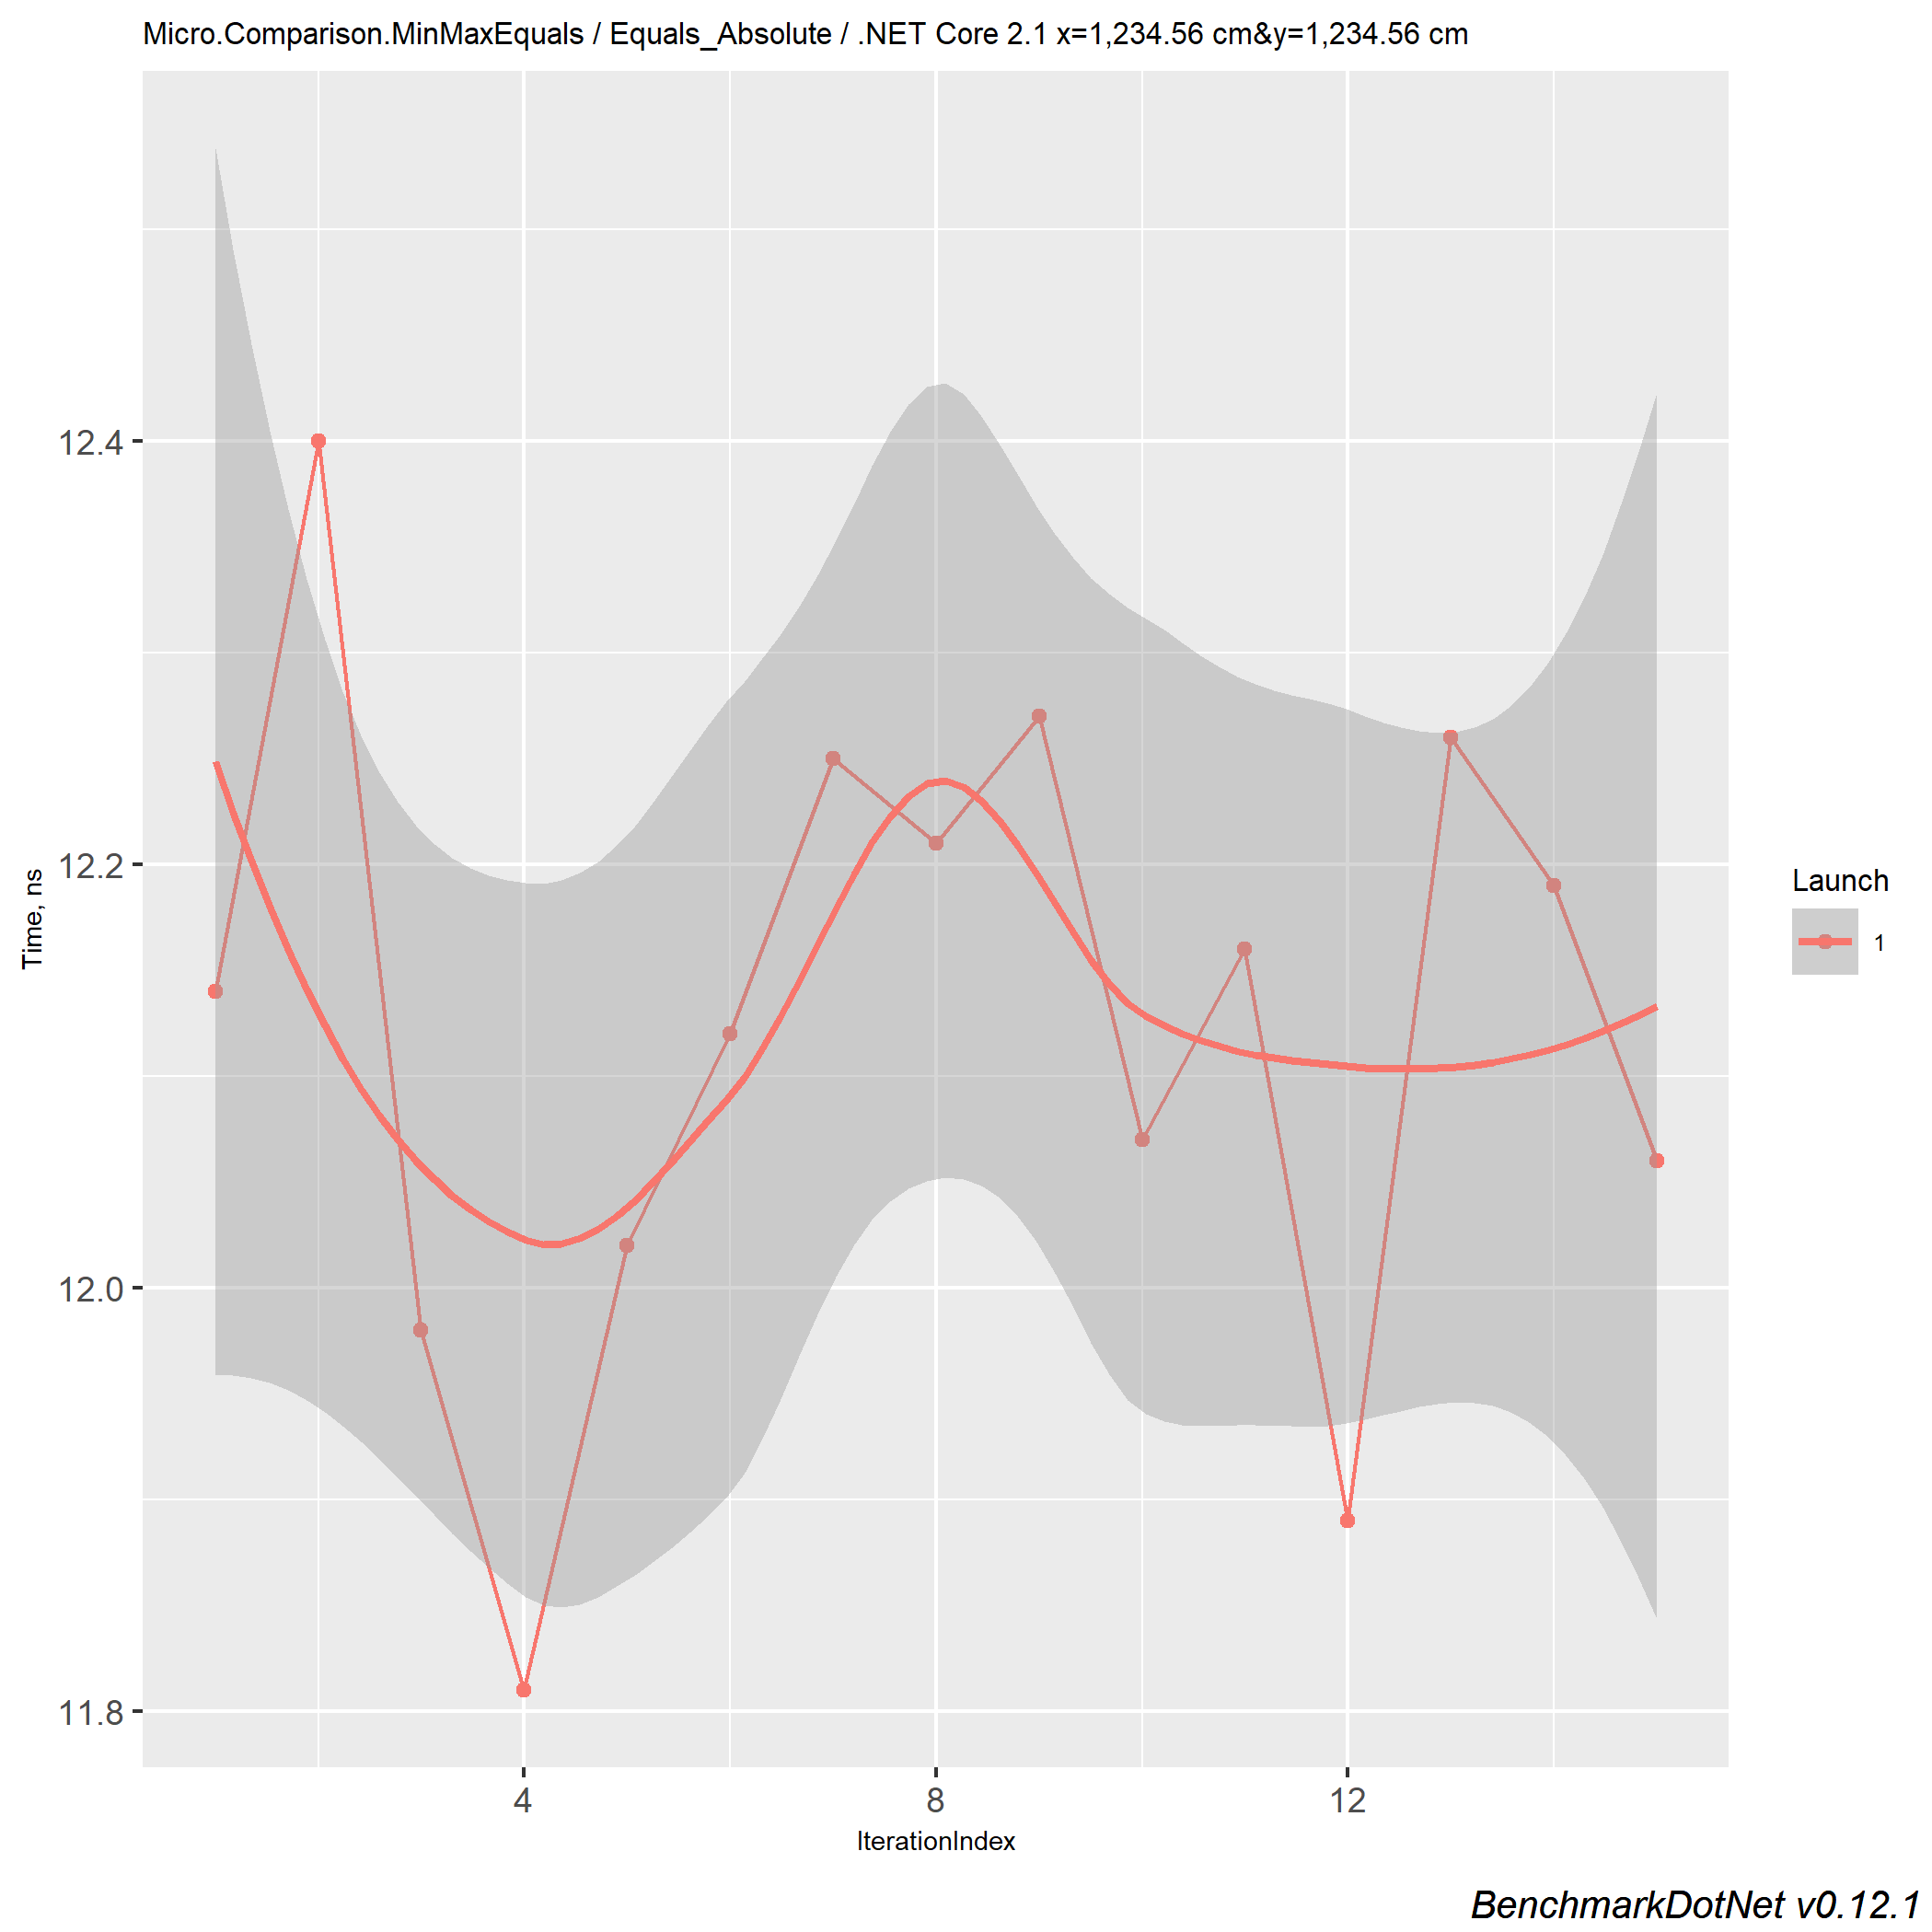 Micro.Comparison.MinMaxEquals / Equals_Absolute / .NET Core 2.1 x=1,234.56 cm&y=1,234.56 cm
12.4
12.2
12.0
11.8
Time, ns
4
8
12
IterationIndex
Launch
1
BenchmarkDotNet v0.12.1